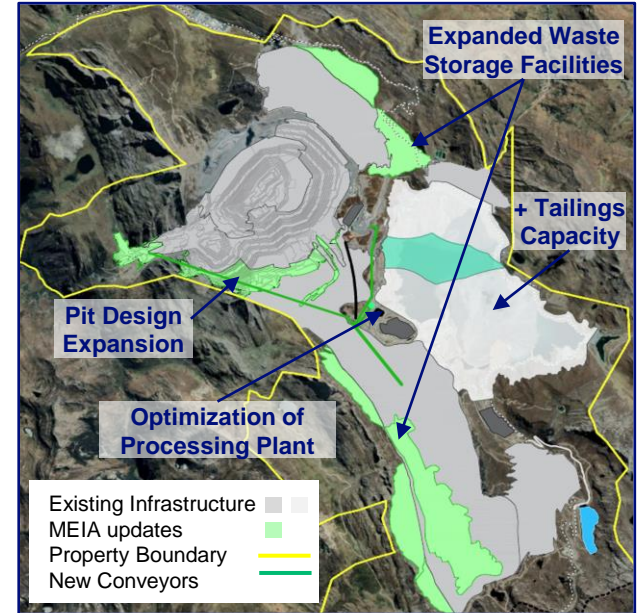 Expanded Waste
Storage Facilities
+ Tailings
Capacity
Pit Design
Expansion
Optimization of
Processing Plant
Existing Infrastructure
MEIA updates
Property Boundary
New Conveyors